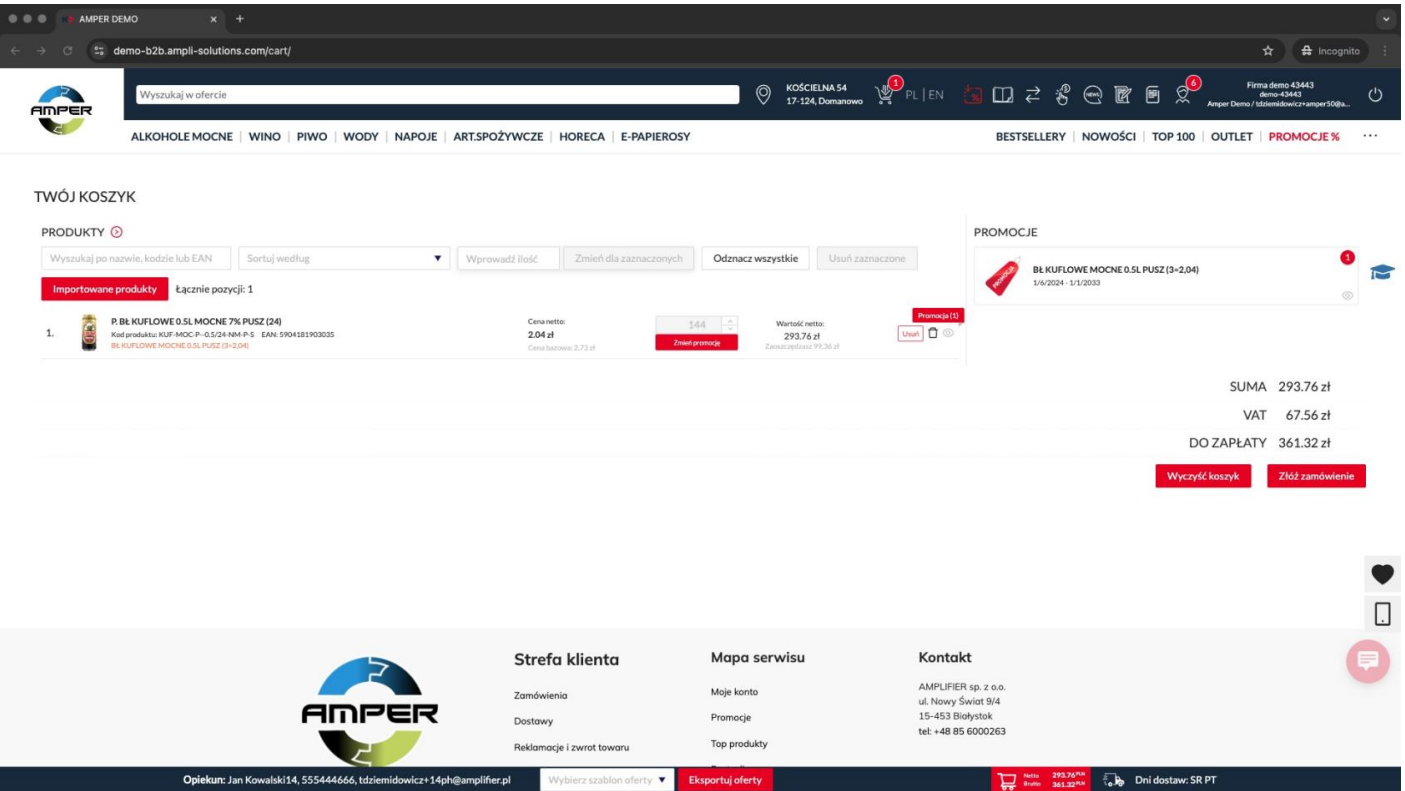 AMPER DEMO
demo-b2b.ampli-solutions.com/cart/
Incognito
AMPER
Wyszukaj w ofercie
KOŚCIELNA 54
17-124, Domanowo
1
PL | EN
NEWS
6
Firma demo 43443
demo-43443
Amper Demo / tdziemidowicz+amper50@a...
ALKOHOLE MOCNE | WINO | PIWO | WODY | NAPOJE | ART.SPOŻYWCZE | HORECA | E-PAPIEROSY
BESTSELLERY | NOWOŚCI | TOP 100 | OUTLET | PROMOCJE % ...
TWÓJ KOSZYK
PRODUKTY
Wyszukaj po nazwie, kodzie lub EAN
Sortuj według
Wprowadź ilość
Zmień dla zaznaczonych
Odznacz wszystkie
Usuń zaznaczone
Importowane produkty
Łącznie pozycji: 1
1.
P. BŁ KUFLOWE 0.5L MOCNE 7% PUSZ (24)
Kod produktu: KUF-MOC-P--0.5/24-NM-P-S EAN: 5904181903035
BŁ KUFLOWE MOCNE 0.5L PUSZ (3=2,04)
Cena netto:
2.04 zł
Cena bazowa: 2.73 zł
144
Zmień promocję
Wartość netto:
293.76 zł
Zaoszczędzasz 99.36 zł
Promocja (1)
Usuń
PROMOCJE
PROMOCJA
BŁ KUFLOWE MOCNE 0.5L PUSZ (3=2,04)
1/6/2024 - 1/1/2033
1
SUMA 293.76 zł
VAT 67.56 zł
DO ZAPŁATY 361.32 zł
Wyczyść koszyk
Złóż zamówienie
AMPER
Strefa klienta
Zamówienia
Dostawy
Reklamacje i zwrot towaru
Mapa serwisu
Moje konto
Promocje
Top produkty
Kontakt
AMPLIFIER sp. z o.o.
ul. Nowy Świat 9/4
15-453 Białystok
tel: +48 85 6000263
Opiekun: Jan Kowalski14, 555444666, tdziemidowicz+14ph@amplifier.pl
Wybierz szablon oferty
Eksportuj oferty
Netto 293.76 PLN
Brutto 361.32 PLN
Dni dostaw: SR PT